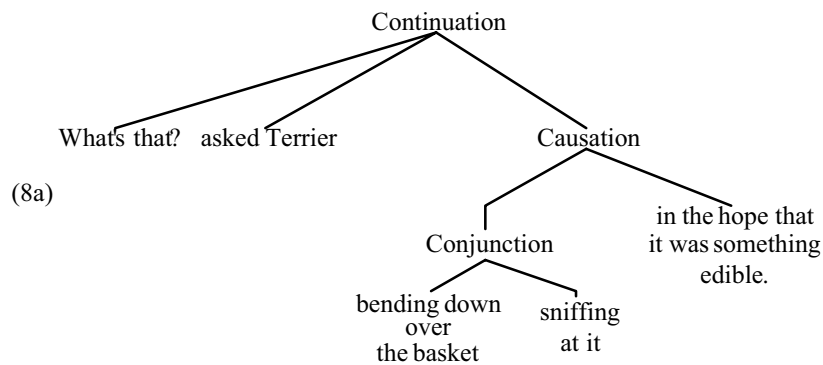 Continuation
Whats that? asked Terrier Causation
(8a)
in the hope that
it was something
edible.
Conjunction
bending down
over
the basket
sniffing
at it